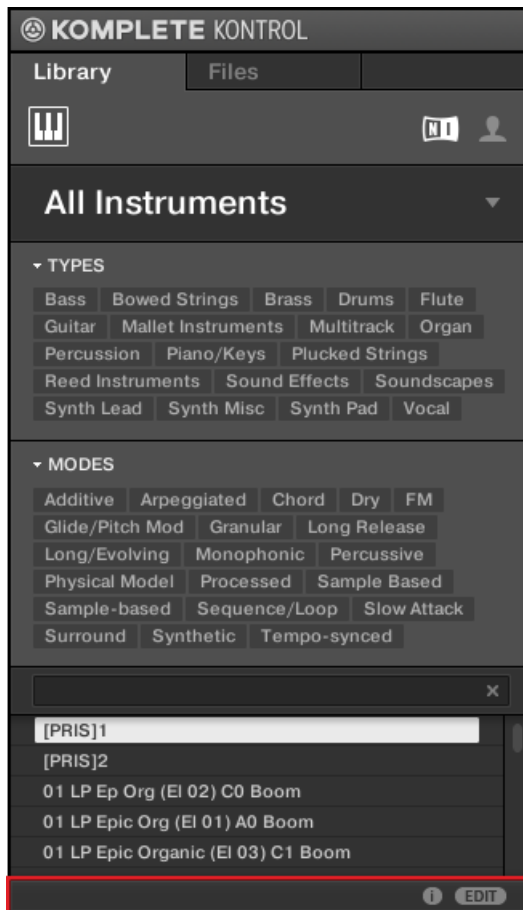 KOMPLETE KONTROL
Library Files
NI
All Instruments
TYPES
Bass Bowed Strings Brass Drums Flute
Guitar Mallet Instruments Multitrack Organ
Percussion Piano/Keys Plucked Strings
Reed Instruments Sound Effects Soundscapes
Synth Lead Synth Misc Synth Pad Vocal
MODES
Additive Arpeggiated Chord Dry FM
Glide/Pitch Mod Granular Long Release
Long/Evolving Monophonic Percussive
Physical Model Processed Sample Based
Sample-based Sequence/Loop Slow Attack
Surround Synthetic Tempo-synced
[PRIS]1
[PRIS]2
01 LP Ep Org (El 02) C0 Boom
01 LP Epic Org (El 01) A0 Boom
01 LP Epic Organic (El 03) C1 Boom
i EDIT